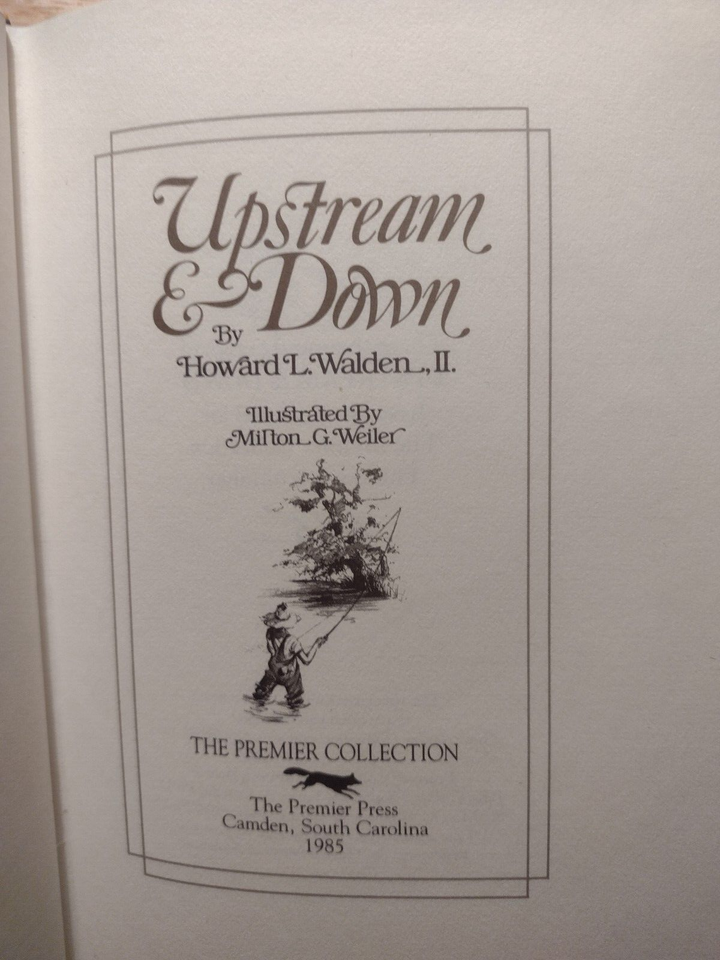 Upstream
& Down
By
Howard L. Walden, II.
Illustrated By
Milton G. Weiler
THE PREMIER COLLECTION
The Premier Press
Camden, South Carolina
1985